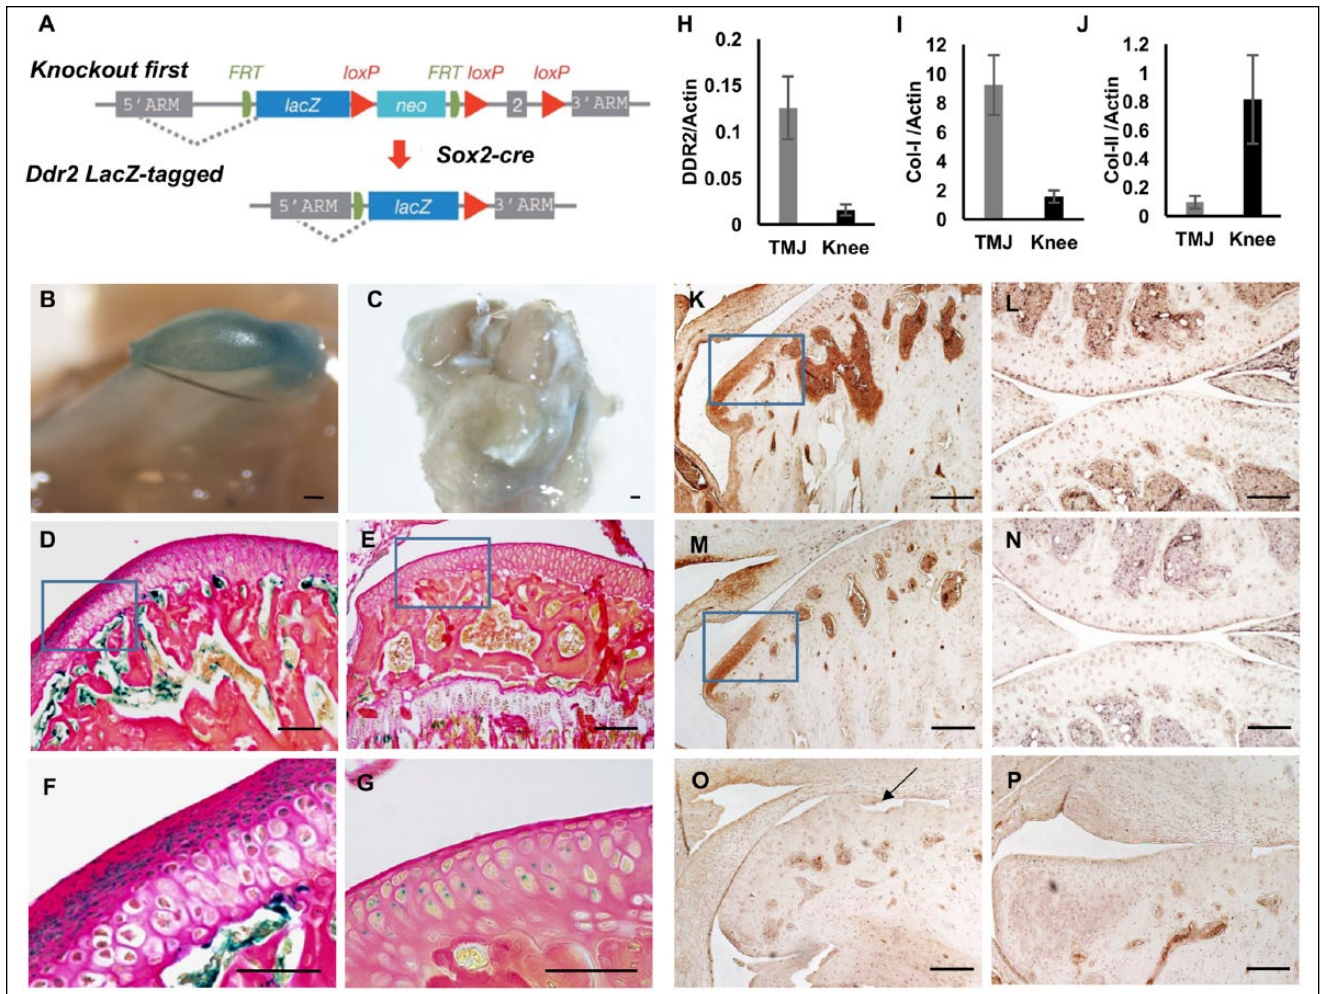 A
Knockout first
FRT
loxP
FRT
loxP
loxP
5'ARM
lacZ
neo
2
3'ARM
Sox2-cre
Ddr2 LacZ-tagged
5'ARM
lacZ
3'ARM
H
DDR2/Actin
0.2
0.15
0.1
0.05
0
TMJ
Knee
I
Col-I /Actin
12
10
8
6
4
2
0
TMJ
Knee
J
Col-II /Actin
1.2
1
0.8
0.6
0.4
0.2
0
TMJ
Knee
B
C
K
L
D
E
M
N
F
G
O
P